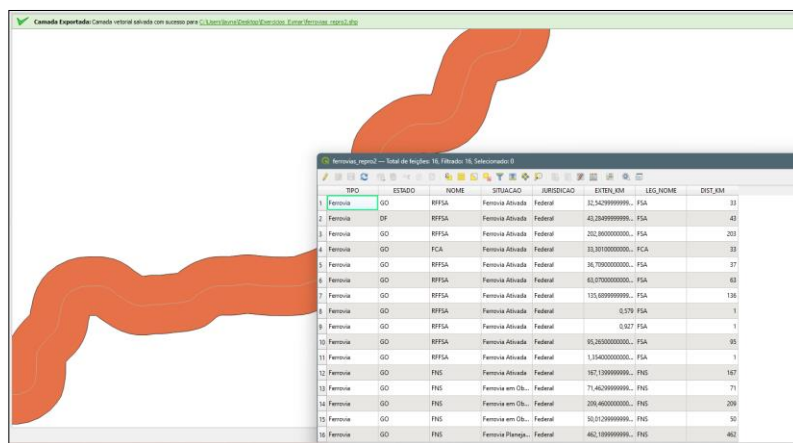 Camada Exportada: Camada vetorial salvada com sucesso para C:\Users\layna\Desktop\Exercicios_Esmar\ferrovias_repro2.shp
ferrovias_repro2 — Total de feições: 16, Filtrado: 16, Selecionado: 0
TIPO ESTADO NOME SITUACAO JURISDICAO EXTEN_KM LEG_NOME DIST_KM
1 Ferrovia GO RFFSA Ferrovia Ativada Federal 32,54299999999... FSA 33
2 Ferrovia DF RFFSA Ferrovia Ativada Federal 43,28499999999... FSA 43
3 Ferrovia GO RFFSA Ferrovia Ativada Federal 202,8600000000... FSA 203
4 Ferrovia GO FCA Ferrovia Ativada Federal 33,30100000000... FCA 33
5 Ferrovia GO RFFSA Ferrovia Ativada Federal 36,70900000000... FSA 37
6 Ferrovia GO RFFSA Ferrovia Ativada Federal 63,07000000000... FSA 63
7 Ferrovia GO RFFSA Ferrovia Ativada Federal 135,6899999999... FSA 136
8 Ferrovia GO RFFSA Ferrovia Ativada Federal 0,579 FSA 1
9 Ferrovia GO RFFSA Ferrovia Ativada Federal 0,927 FSA 1
10 Ferrovia GO RFFSA Ferrovia Ativada Federal 95,26500000000... FSA 95
11 Ferrovia GO RFFSA Ferrovia Ativada Federal 1,354000000000... FSA 1
12 Ferrovia GO FNS Ferrovia Ativada Federal 167,1399999999... FNS 167
13 Ferrovia GO FNS Ferrovia em Ob... Federal 71,46299999999... FNS 71
14 Ferrovia GO FNS Ferrovia em Ob... Federal 209,4600000000... FNS 209
15 Ferrovia GO FNS Ferrovia em Ob... Federal 50,01299999999... FNS 50
16 Ferrovia GO FNS Ferrovia Planeja... Federal 462,1899999999... FNS 462